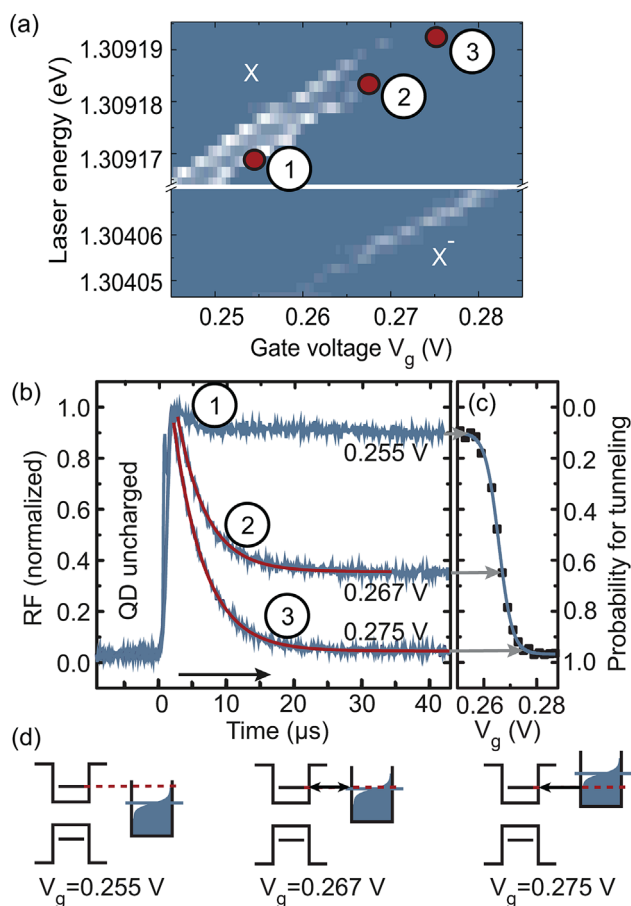 (a)
Laser energy (eV)
1.30919
1.30918
1.30917
1.30406
1.30405
X
X-
1
2
3
0.25 0.26 0.27 0.28
Gate voltage Vg (V)
(b)
RF (normalized)
1.0
0.8
0.6
0.4
0.2
0.0
QD uncharged
1
0.255 V
2
0.267 V
3
0.275 V
0 10 20 30 40
Time (µs)
(c)
0.0
0.2
0.4
0.6
0.8
1.0
Probability for tunneling
0.26 0.28
Vg (V)
(d)
Vg=0.255 V Vg=0.267 V Vg=0.275 V